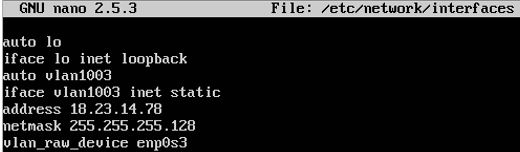 GNU nano 2.5.3 File: /etc/network/interfaces
auto lo
iface lo inet loopback
auto vlan1003
iface vlan1003 inet static
address 18.23.14.78
netmask 255.255.255.128
vlan_raw_device enp0s3